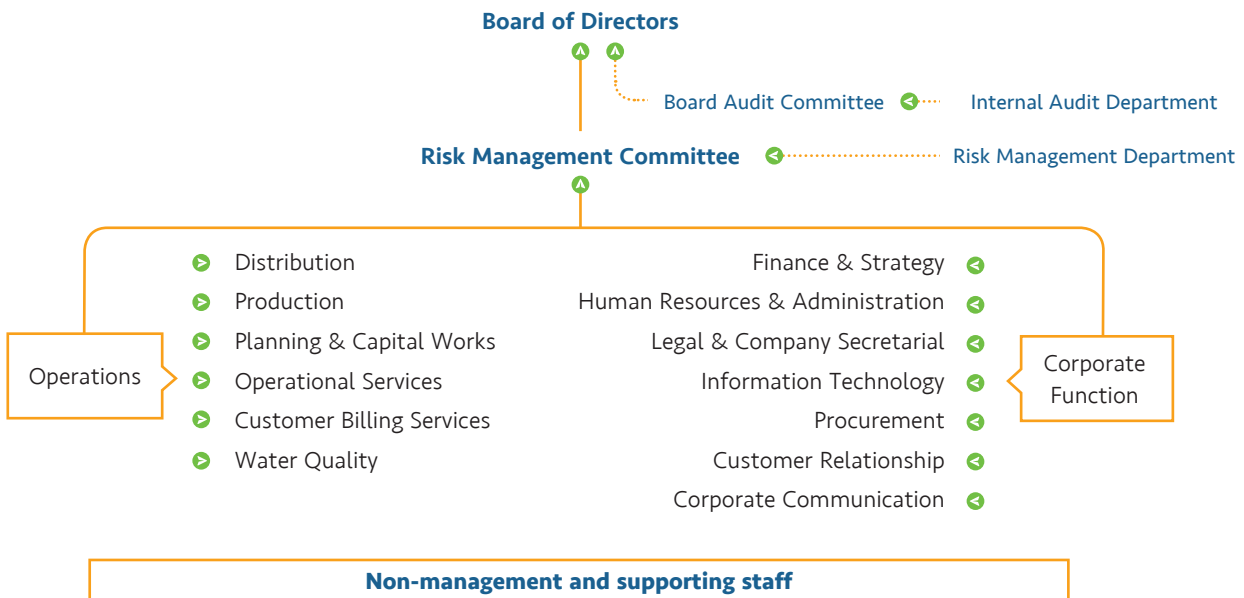 Board of Directors
Board Audit Committee
Internal Audit Department
Risk Management Committee
Risk Management Department
Operations
Distribution
Production
Planning & Capital Works
Operational Services
Customer Billing Services
Water Quality
Finance & Strategy
Human Resources & Administration
Legal & Company Secretarial
Information Technology
Procurement
Customer Relationship
Corporate Communication
Corporate
Function
Non-management and supporting staff